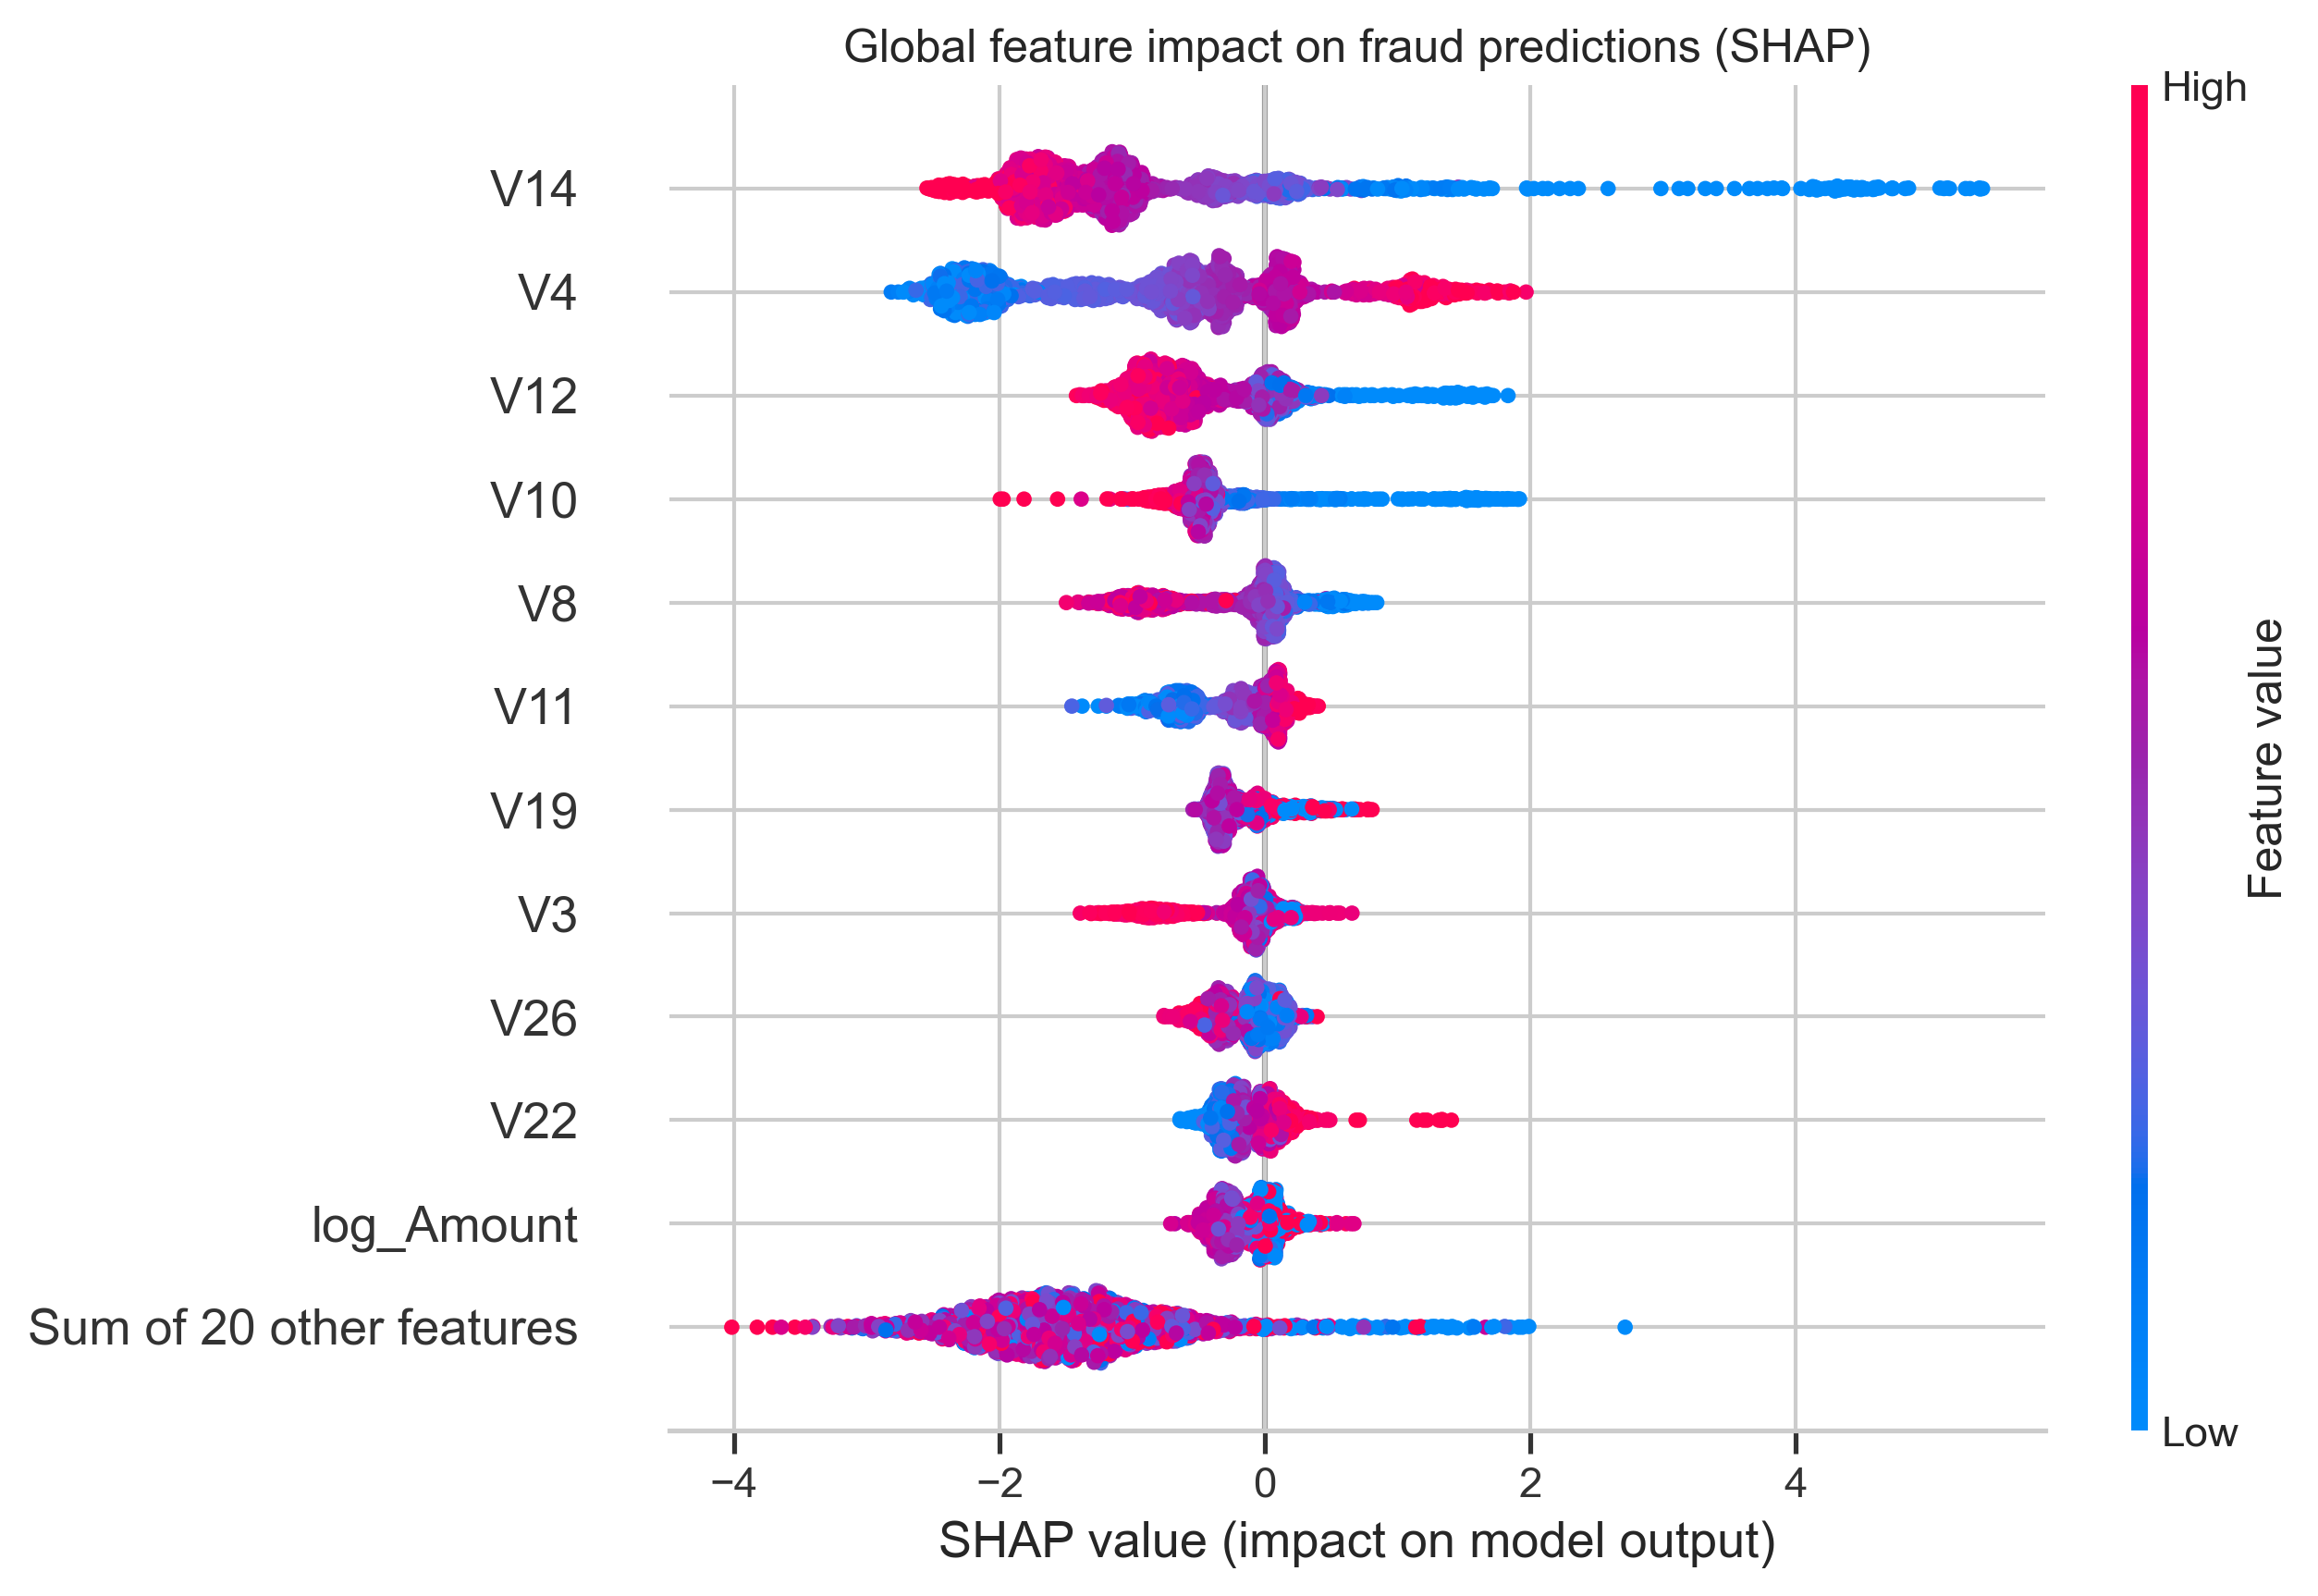 Global feature impact on fraud predictions (SHAP)
High
V14
V4
V12
V10
V8
V11
V19
V3
V26
V22
log_Amount
Sum of 20 other features
Feature value
Low
−4 −2 0 2 4
SHAP value (impact on model output)